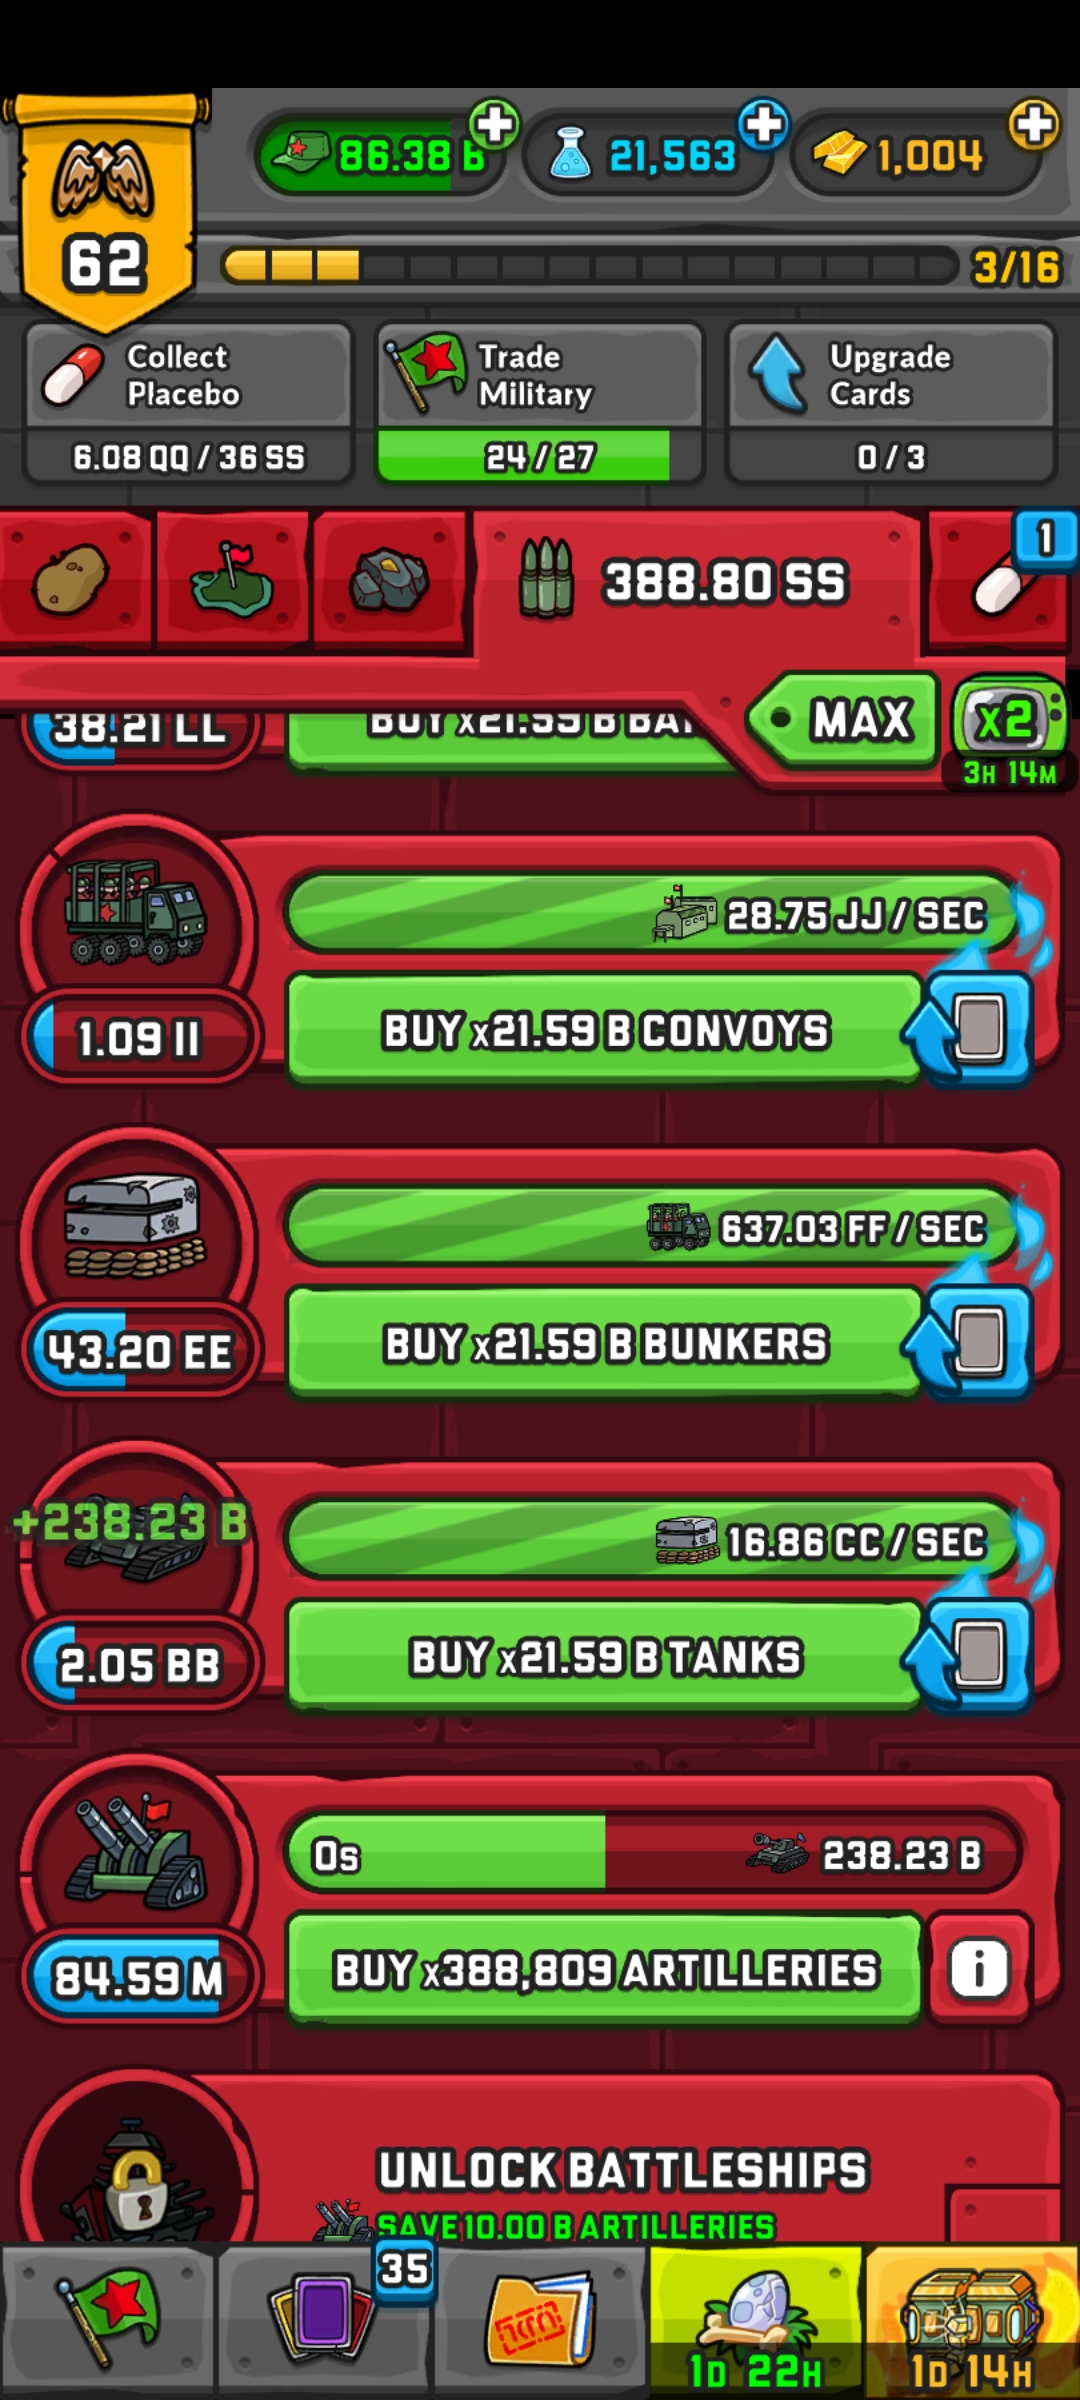 86.38 B
21,563
1,004
62
3/16
Collect
Placebo
6.08 QQ / 36 SS
Trade
Military
24 / 27
Upgrade
Cards
0 / 3
388.80 SS
1
MAX
x2
3H 14M
38.21 LL
BUY x21.59 B
28.75 JJ / SEC
1.09 II
BUY x21.59 B CONVOYS
637.03 FF / SEC
43.20 EE
BUY x21.59 B BUNKERS
+238.23 B
16.86 CC / SEC
2.05 BB
BUY x21.59 B TANKS
0s
238.23 B
84.59 M
BUY x388,809 ARTILLERIES
i
UNLOCK BATTLESHIPS
SAVE 10.00 B ARTILLERIES
35
1D 22H
1D 14H